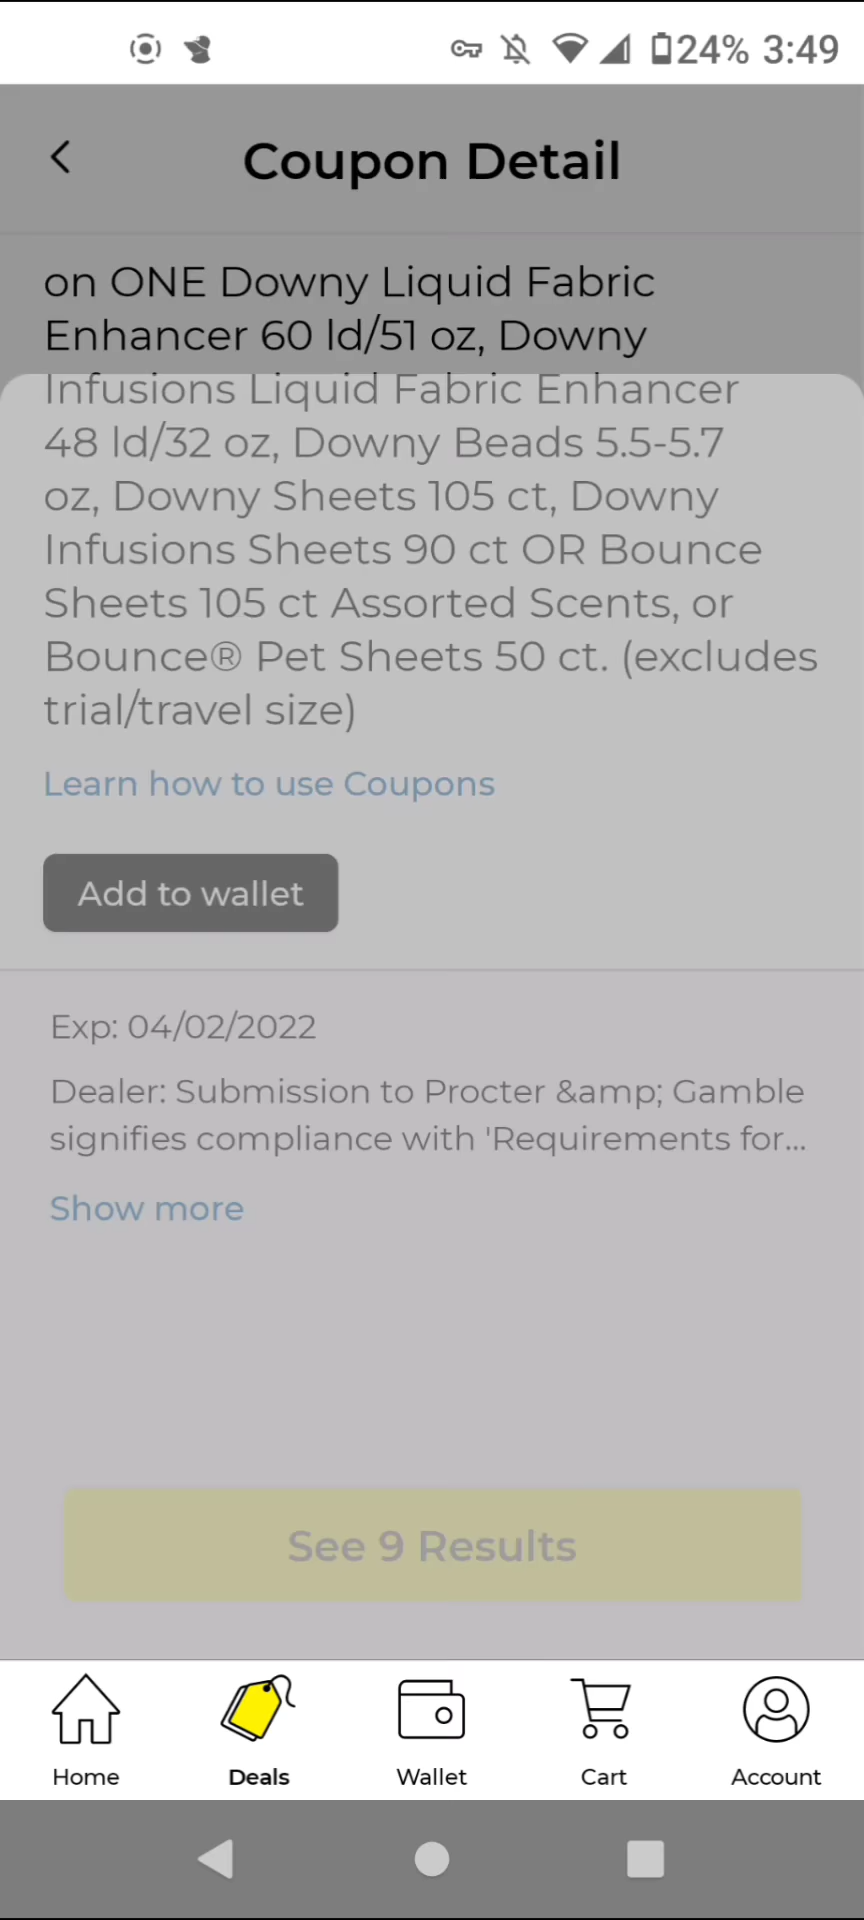 24% 3:49
Coupon Detail
on ONE Downy Liquid Fabric
Enhancer 60 ld/51 oz, Downy
Infusions Liquid Fabric Enhancer
48 ld/32 oz, Downy Beads 5.5-5.7
oz, Downy Sheets 105 ct, Downy
Infusions Sheets 90 ct OR Bounce
Sheets 105 ct Assorted Scents, or
Bounce® Pet Sheets 50 ct. (excludes
trial/travel size)
Learn how to use Coupons
Add to wallet
Exp: 04/02/2022
Dealer: Submission to Procter &amp; Gamble
signifies compliance with 'Requirements for...
Show more
See 9 Results
Home Deals Wallet Cart Account